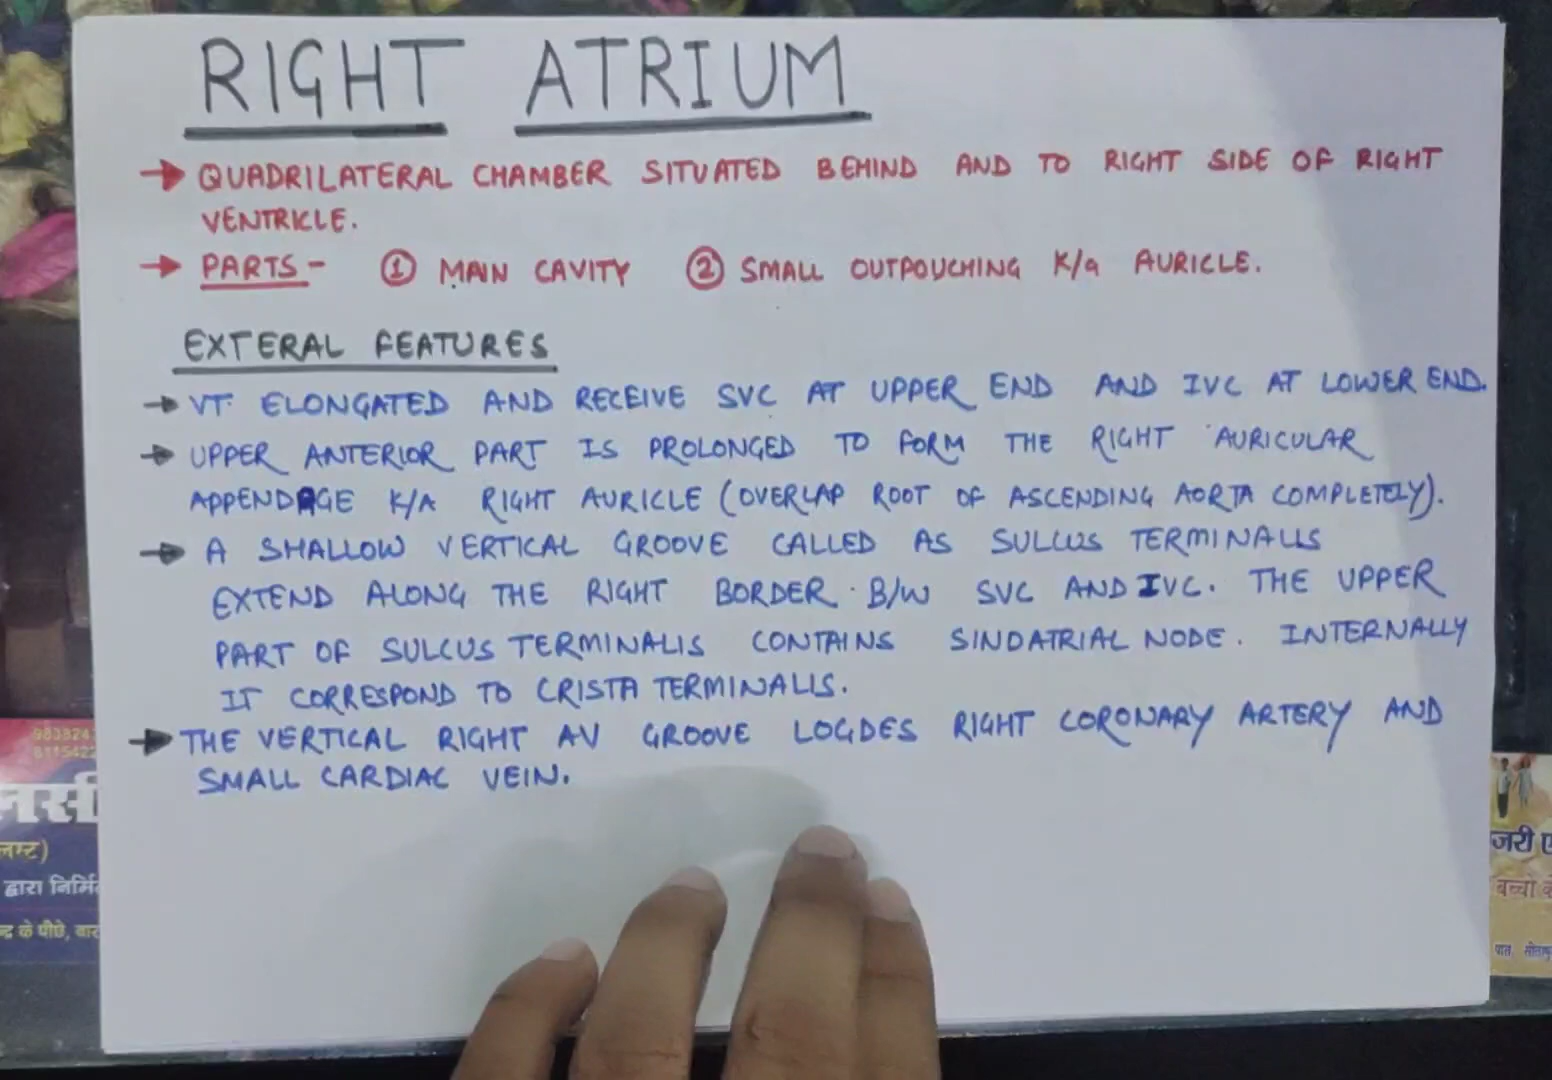 RIGHT ATRIUM
→ QUADRILATERAL CHAMBER SITUATED BEHIND AND TO RIGHT SIDE OF RIGHT
VENTRICLE.
→ PARTS - ① MAIN CAVITY ② SMALL OUTPOUCHING K/a AURICLE.
EXTERAL FEATURES
→ VT. ELONGATED AND RECEIVE SVC AT UPPER END AND IVC AT LOWER END.
→ UPPER ANTERIOR PART IS PROLONGED TO FORM THE RIGHT AURICULAR
APPENDAGE K/A RIGHT AURICLE (OVERLAP ROOT OF ASCENDING AORTA COMPLETELY).
→ A SHALLOW VERTICAL GROOVE CALLED AS SULCUS TERMINALIS
EXTEND ALONG THE RIGHT BORDER B/W SVC AND IVC. THE UPPER
PART OF SULCUS TERMINALIS CONTAINS SINOATRIAL NODE. INTERNALLY
IT CORRESPOND TO CRISTA TERMINALIS.
→ THE VERTICAL RIGHT AV GROOVE LOGDES RIGHT CORONARY ARTERY AND
SMALL CARDIAC VEIN.
द्वारा
के पीछे,